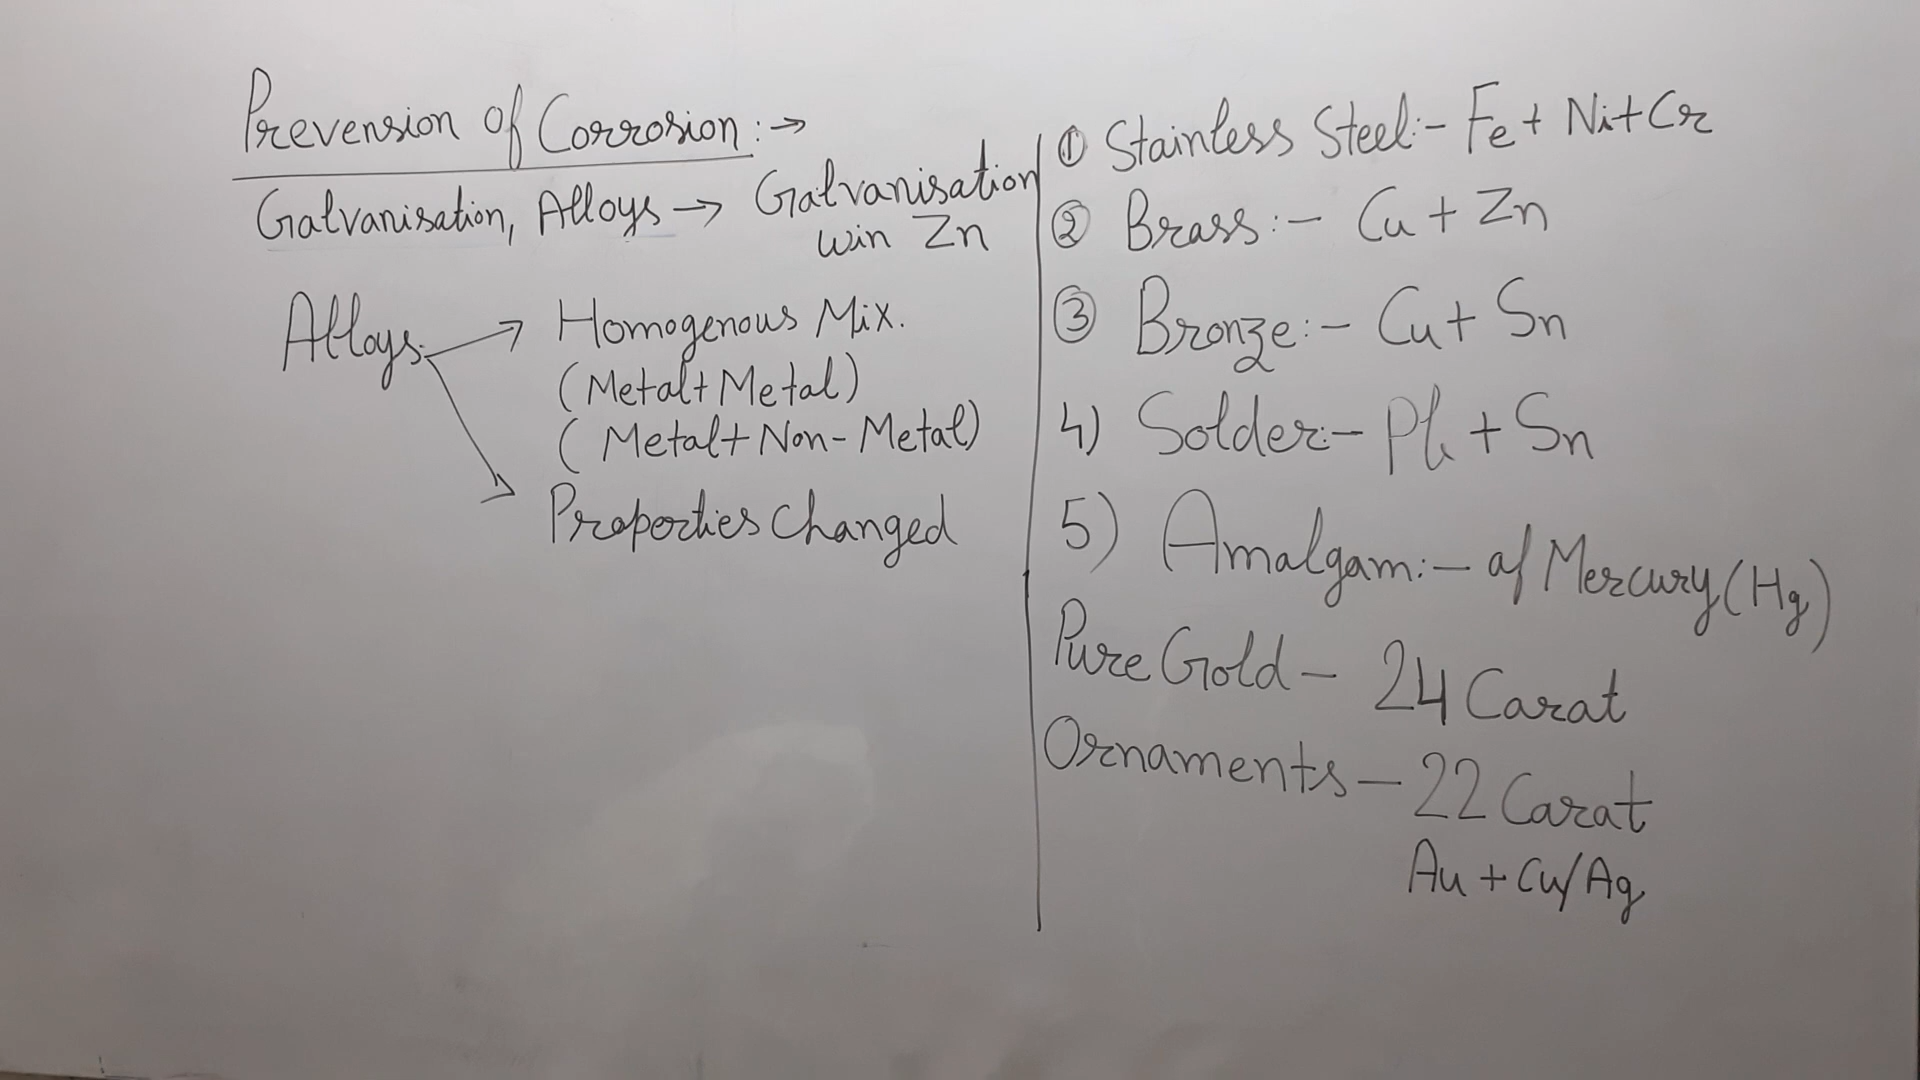 Prevension of Corrosion :→
Galvanisation, Alloys → Galvanisation
win Zn
Alloys → Homogenous Mix.
(Metal + Metal)
( Metal + Non-Metal)
Properties Changed
① Stainless Steel:- Fe + Ni + Cr
② Brass :- Cu + Zn
③ Bronze :- Cu + Sn
4) Solder:- Pb + Sn
5) Amalgam :- of Mercury (Hg)
Pure Gold - 24 Carat
Ornaments - 22 Carat
Au + Cu/Ag